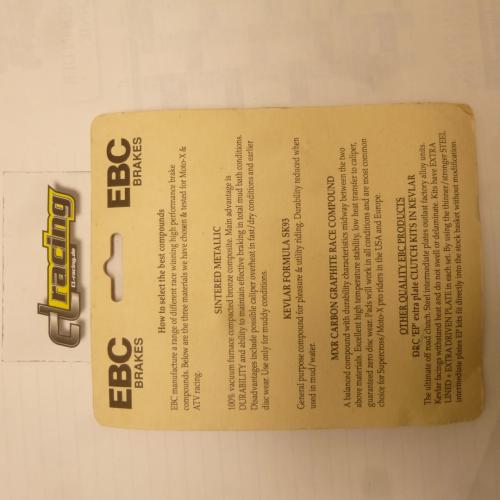 GL racing
GL-racing.de
EBC BRAKES
EBC BRAKES
How to select the best compounds
EBC manufacture a range of different race winning high performance brake
compounds. Below are the three materials we have chosen & tested for Moto-X &
ATV racing.
SINTERED METALLIC
100% vacuum furnace compacted bronze composite. Main advantage is
DURABILITY and ability to maintain effective braking in total mud bath conditions.
Disadvantages include possible caliper overheat in fast/dry conditions and earlier
disc wear. Use only for muddy conditions.
KEVLAR FORMULA SK93
General purpose compound for pleasure & utility riding. Durability reduced when
used in mud/water.
MXR CARBON GRAPHITE RACE COMPOUND
A balanced compound with durability characteristics midway between the two
above materials. Excellent high temperature stability, low heat transfer to caliper,
guaranteed zero disc wear. Pads will work in all conditions and are most common
choice for Supercross/Moto-X pro riders in the USA and Europe.
OTHER QUALITY EBC PRODUCTS
DRC 'EP' extra plate CLUTCH KITS IN KEVLAR
The ultimate off road clutch. Steel intermediate plates outlast factory alloy units.
Kevlar facings withstand heat and do not swell or delaminate. Kits have EXTRA
LINED + EXTRA DRIVEN PLATES in each set. By using the thinner/stronger STEEL
intermediate plates EP kits fit directly into the stock basket without modification.